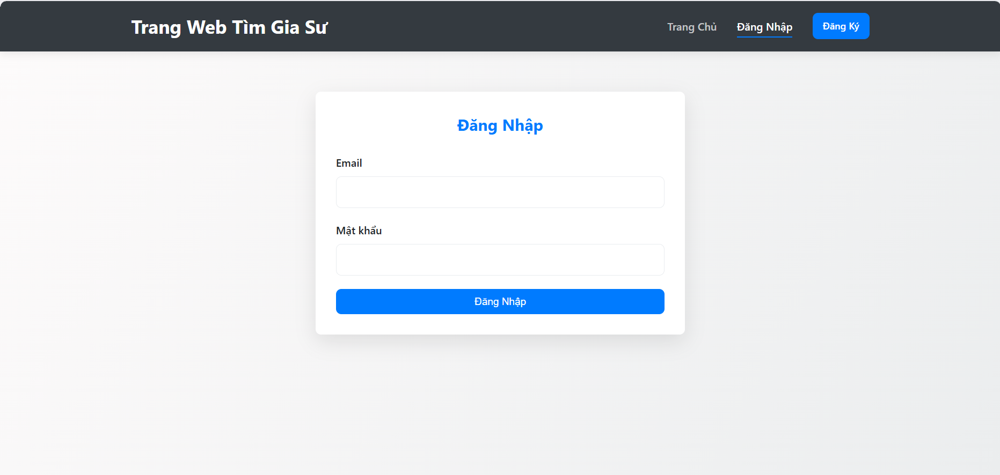 Trang Web Tìm Gia Sư
Trang Chủ
Đăng Nhập
Đăng Ký
Đăng Nhập
Email
Mật khẩu
Đăng Nhập